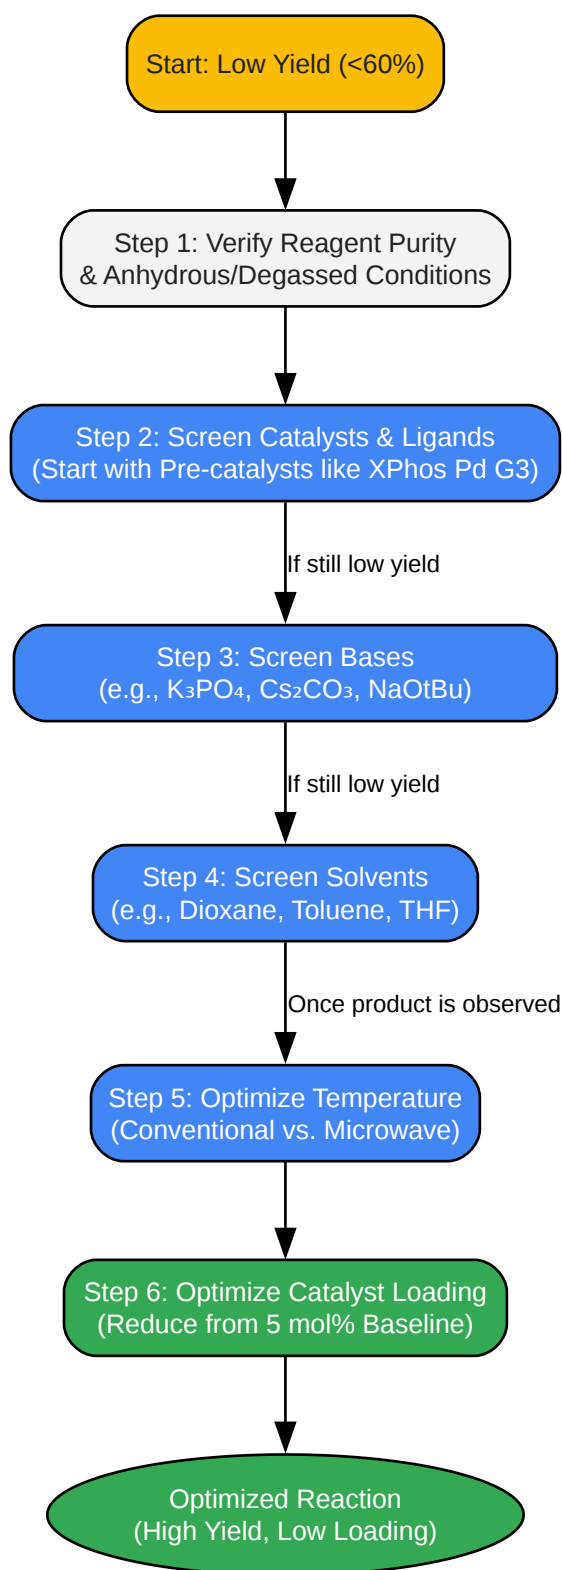 Start: Low Yield (<60%)
Step 1: Verify Reagent Purity
& Anhydrous/Degassed Conditions
Step 2: Screen Catalysts & Ligands
(Start with Pre-catalysts like XPhos Pd G3)
If still low yield
Step 3: Screen Bases
(e.g., K₃PO₄, Cs₂CO₃, NaOtBu)
If still low yield
Step 4: Screen Solvents
(e.g., Dioxane, Toluene, THF)
Once product is observed
Step 5: Optimize Temperature
(Conventional vs. Microwave)
Step 6: Optimize Catalyst Loading
(Reduce from 5 mol% Baseline)
Optimized Reaction
(High Yield, Low Loading)